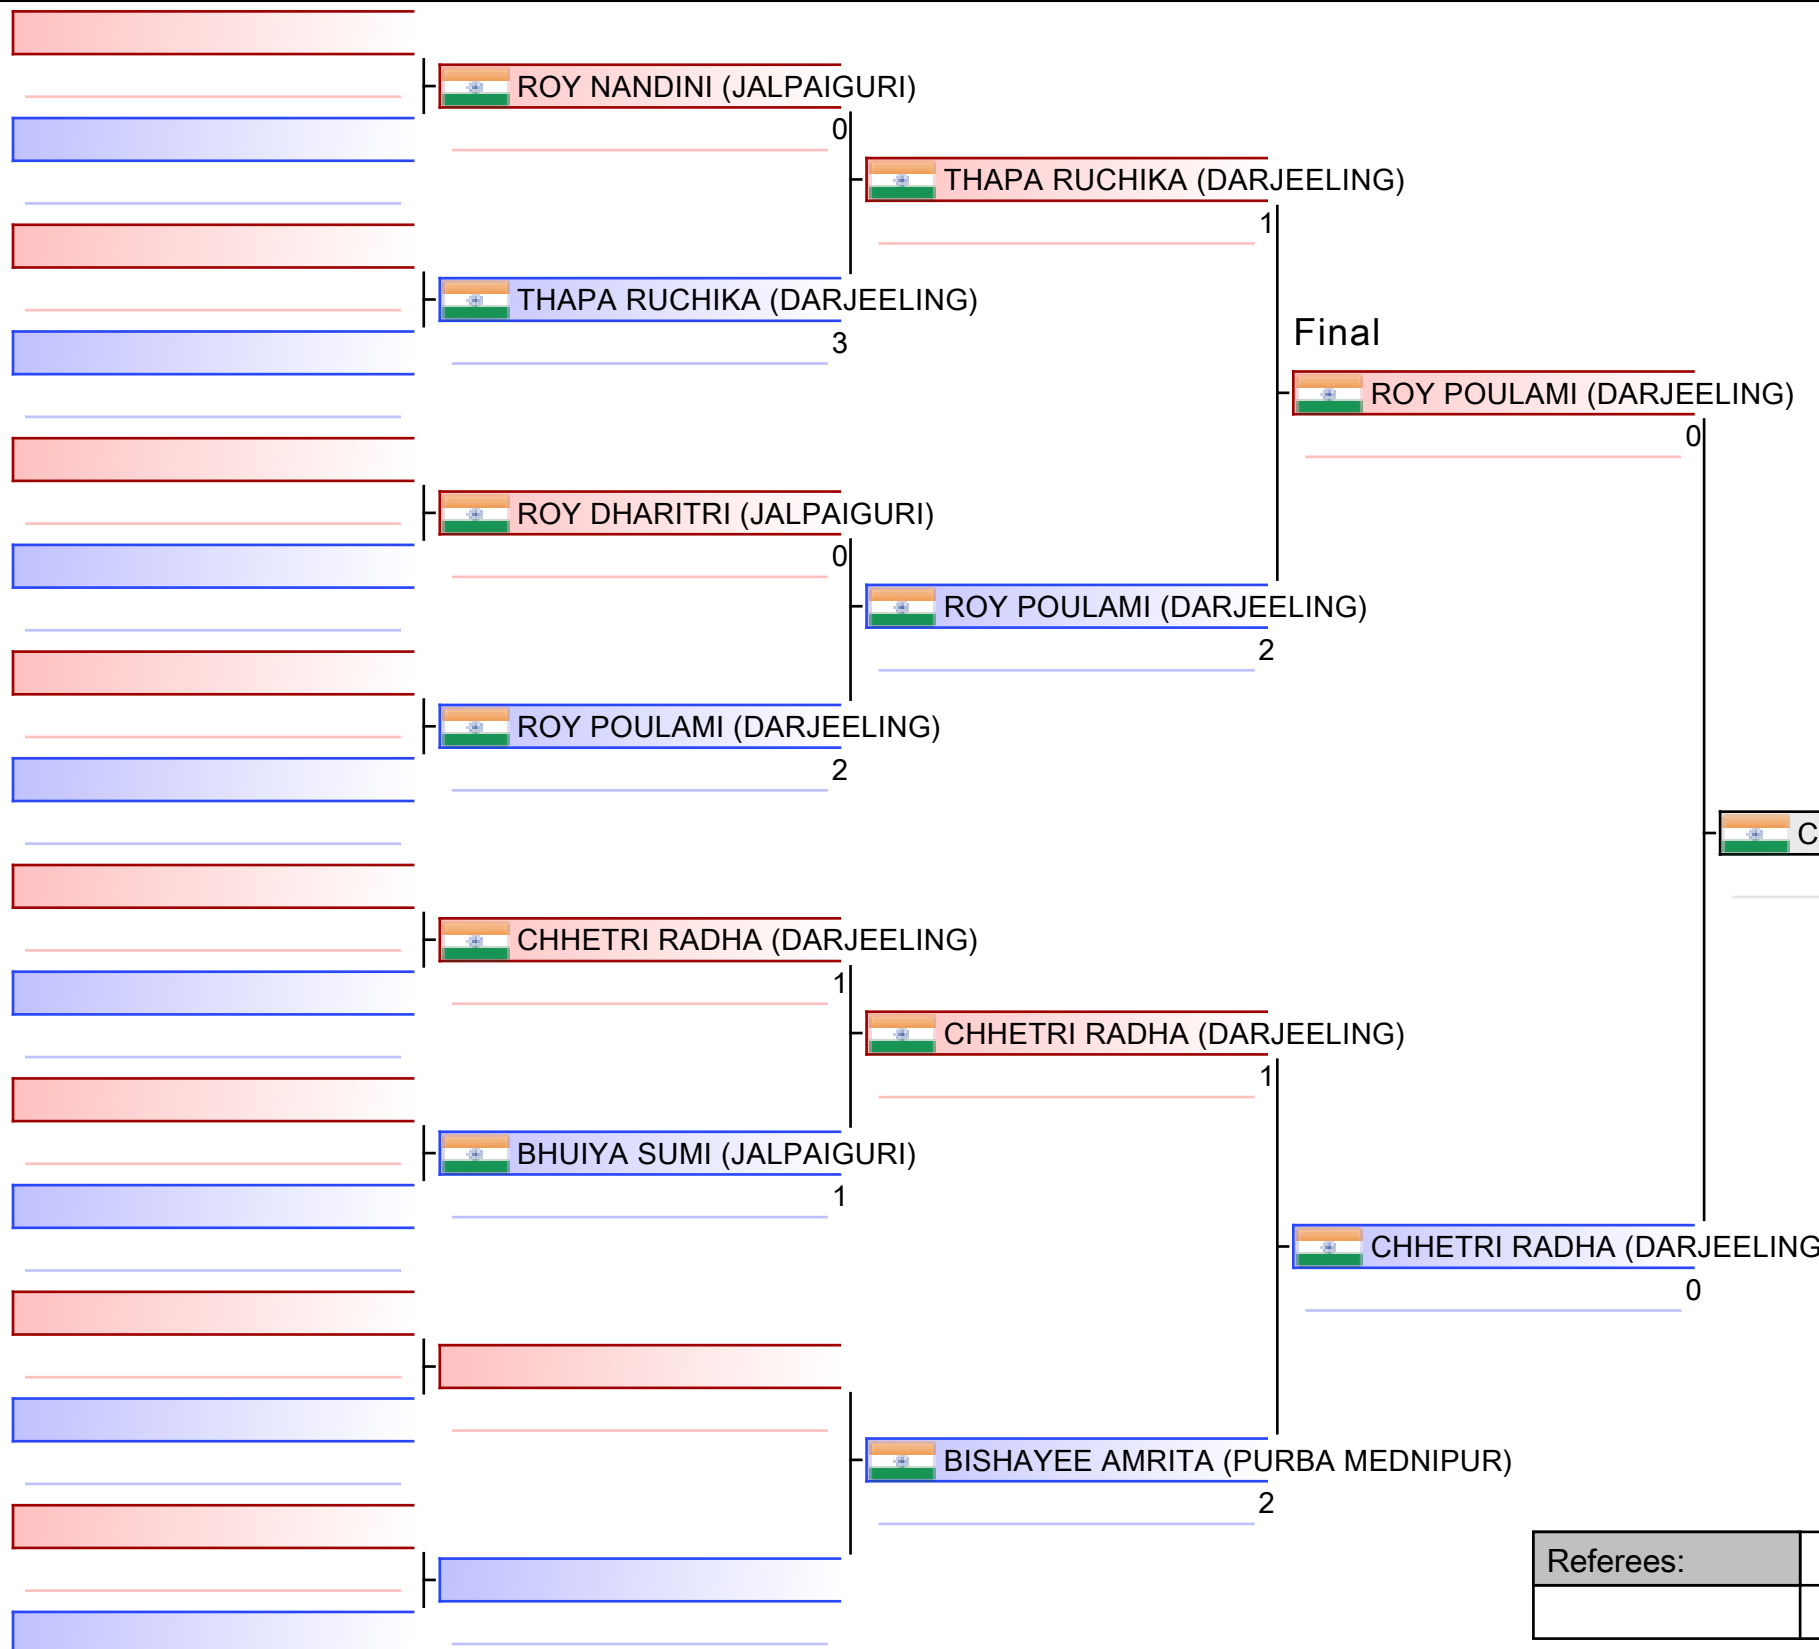 ROY NANDINI (JALPAIGURI)
0
THAPA RUCHIKA (DARJEELING)
1
THAPA RUCHIKA (DARJEELING)
3
Final
ROY POULAMI (DARJEELING)
0
ROY DHARITRI (JALPAIGURI)
0
ROY POULAMI (DARJEELING)
2
ROY POULAMI (DARJEELING)
2
C
CHHETRI RADHA (DARJEELING)
1
CHHETRI RADHA (DARJEELING)
1
BHUIYA SUMI (JALPAIGURI)
1
CHHETRI RADHA (DARJEELING
0
BISHAYEE AMRITA (PURBA MEDNIPUR)
2
Referees: